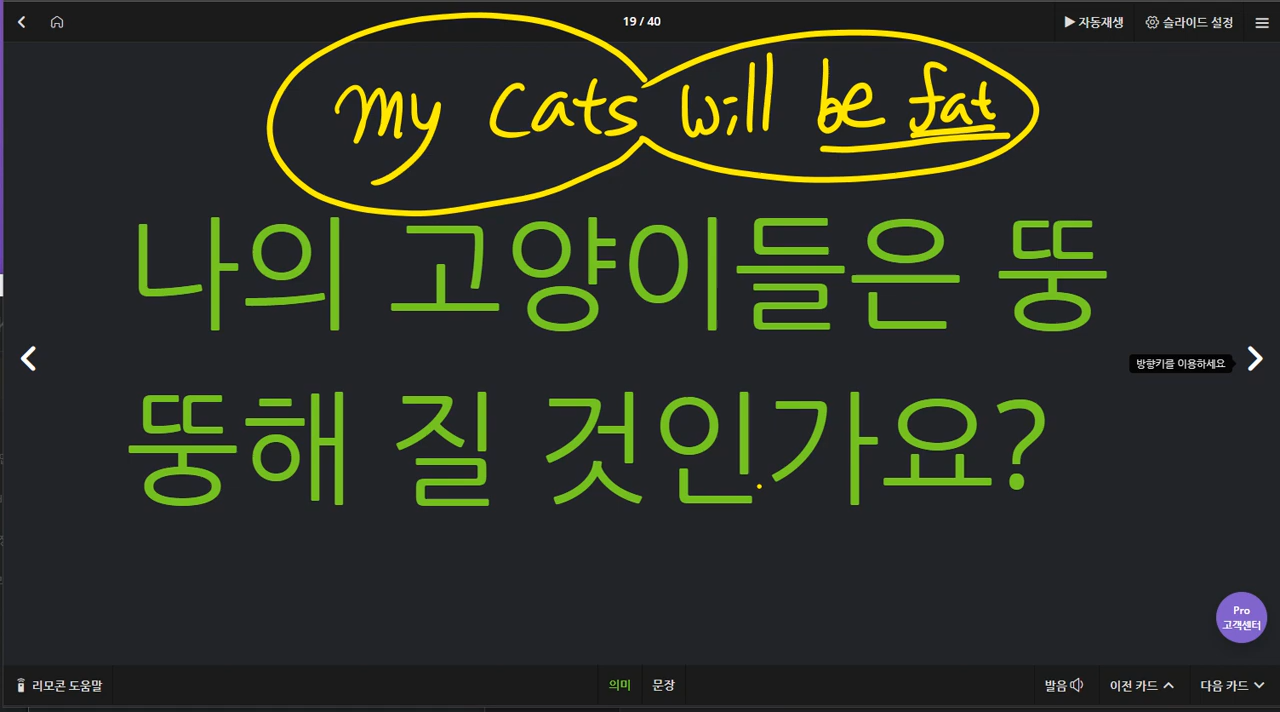 19 / 40
▶ 자동재생
슬라이드 설정
my cats will be fat
나의 고양이들은 뚱
뚱해 질 것인가요?
방향키를 이용하세요
Pro
고객센터
리모콘 도움말
의미
문장
발음
이전 카드
다음 카드